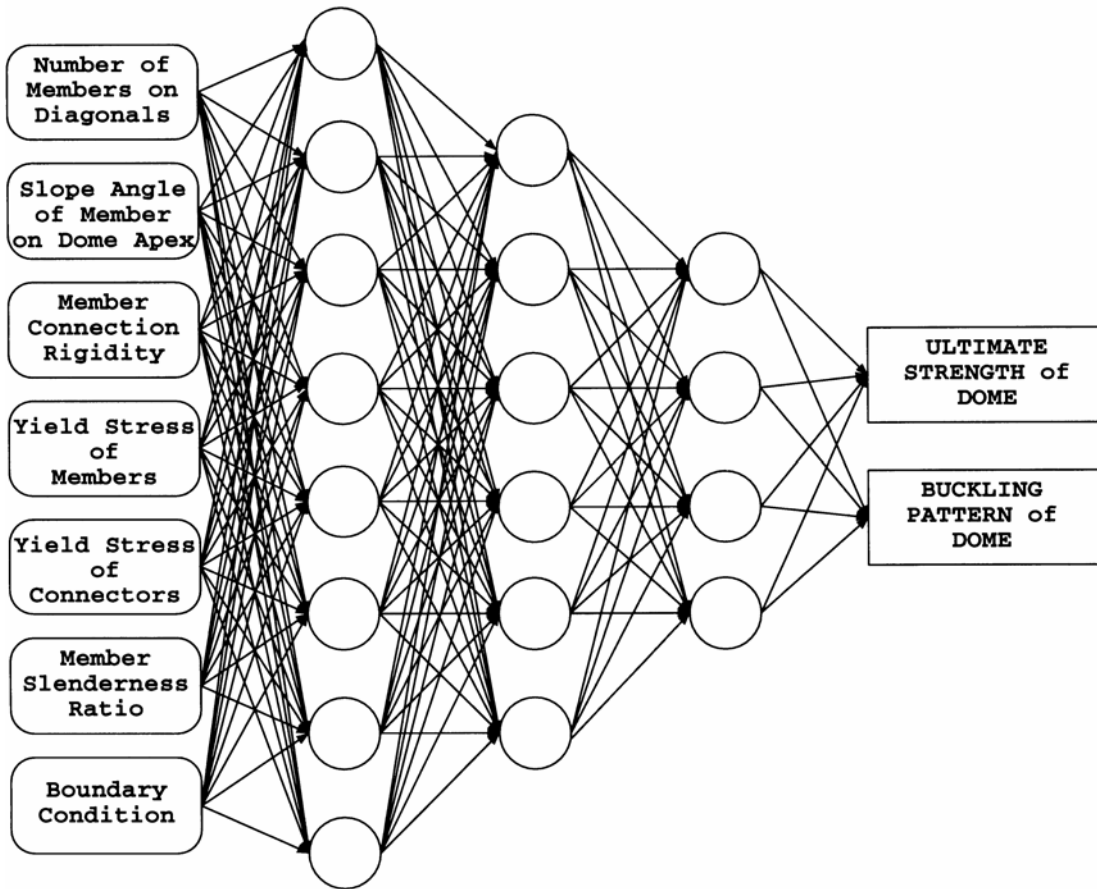 Number of
Members on
Diagonals
Slope Angle
of Member
on Dome Apex
Member
Connection
Rigidity
Yield Stress
of
Members
Yield Stress
of
Connectors
Member
Slenderness
Ratio
Boundary
Condition
ULTIMATE
STRENGTH of
DOME
BUCKLING
PATTERN of
DOME